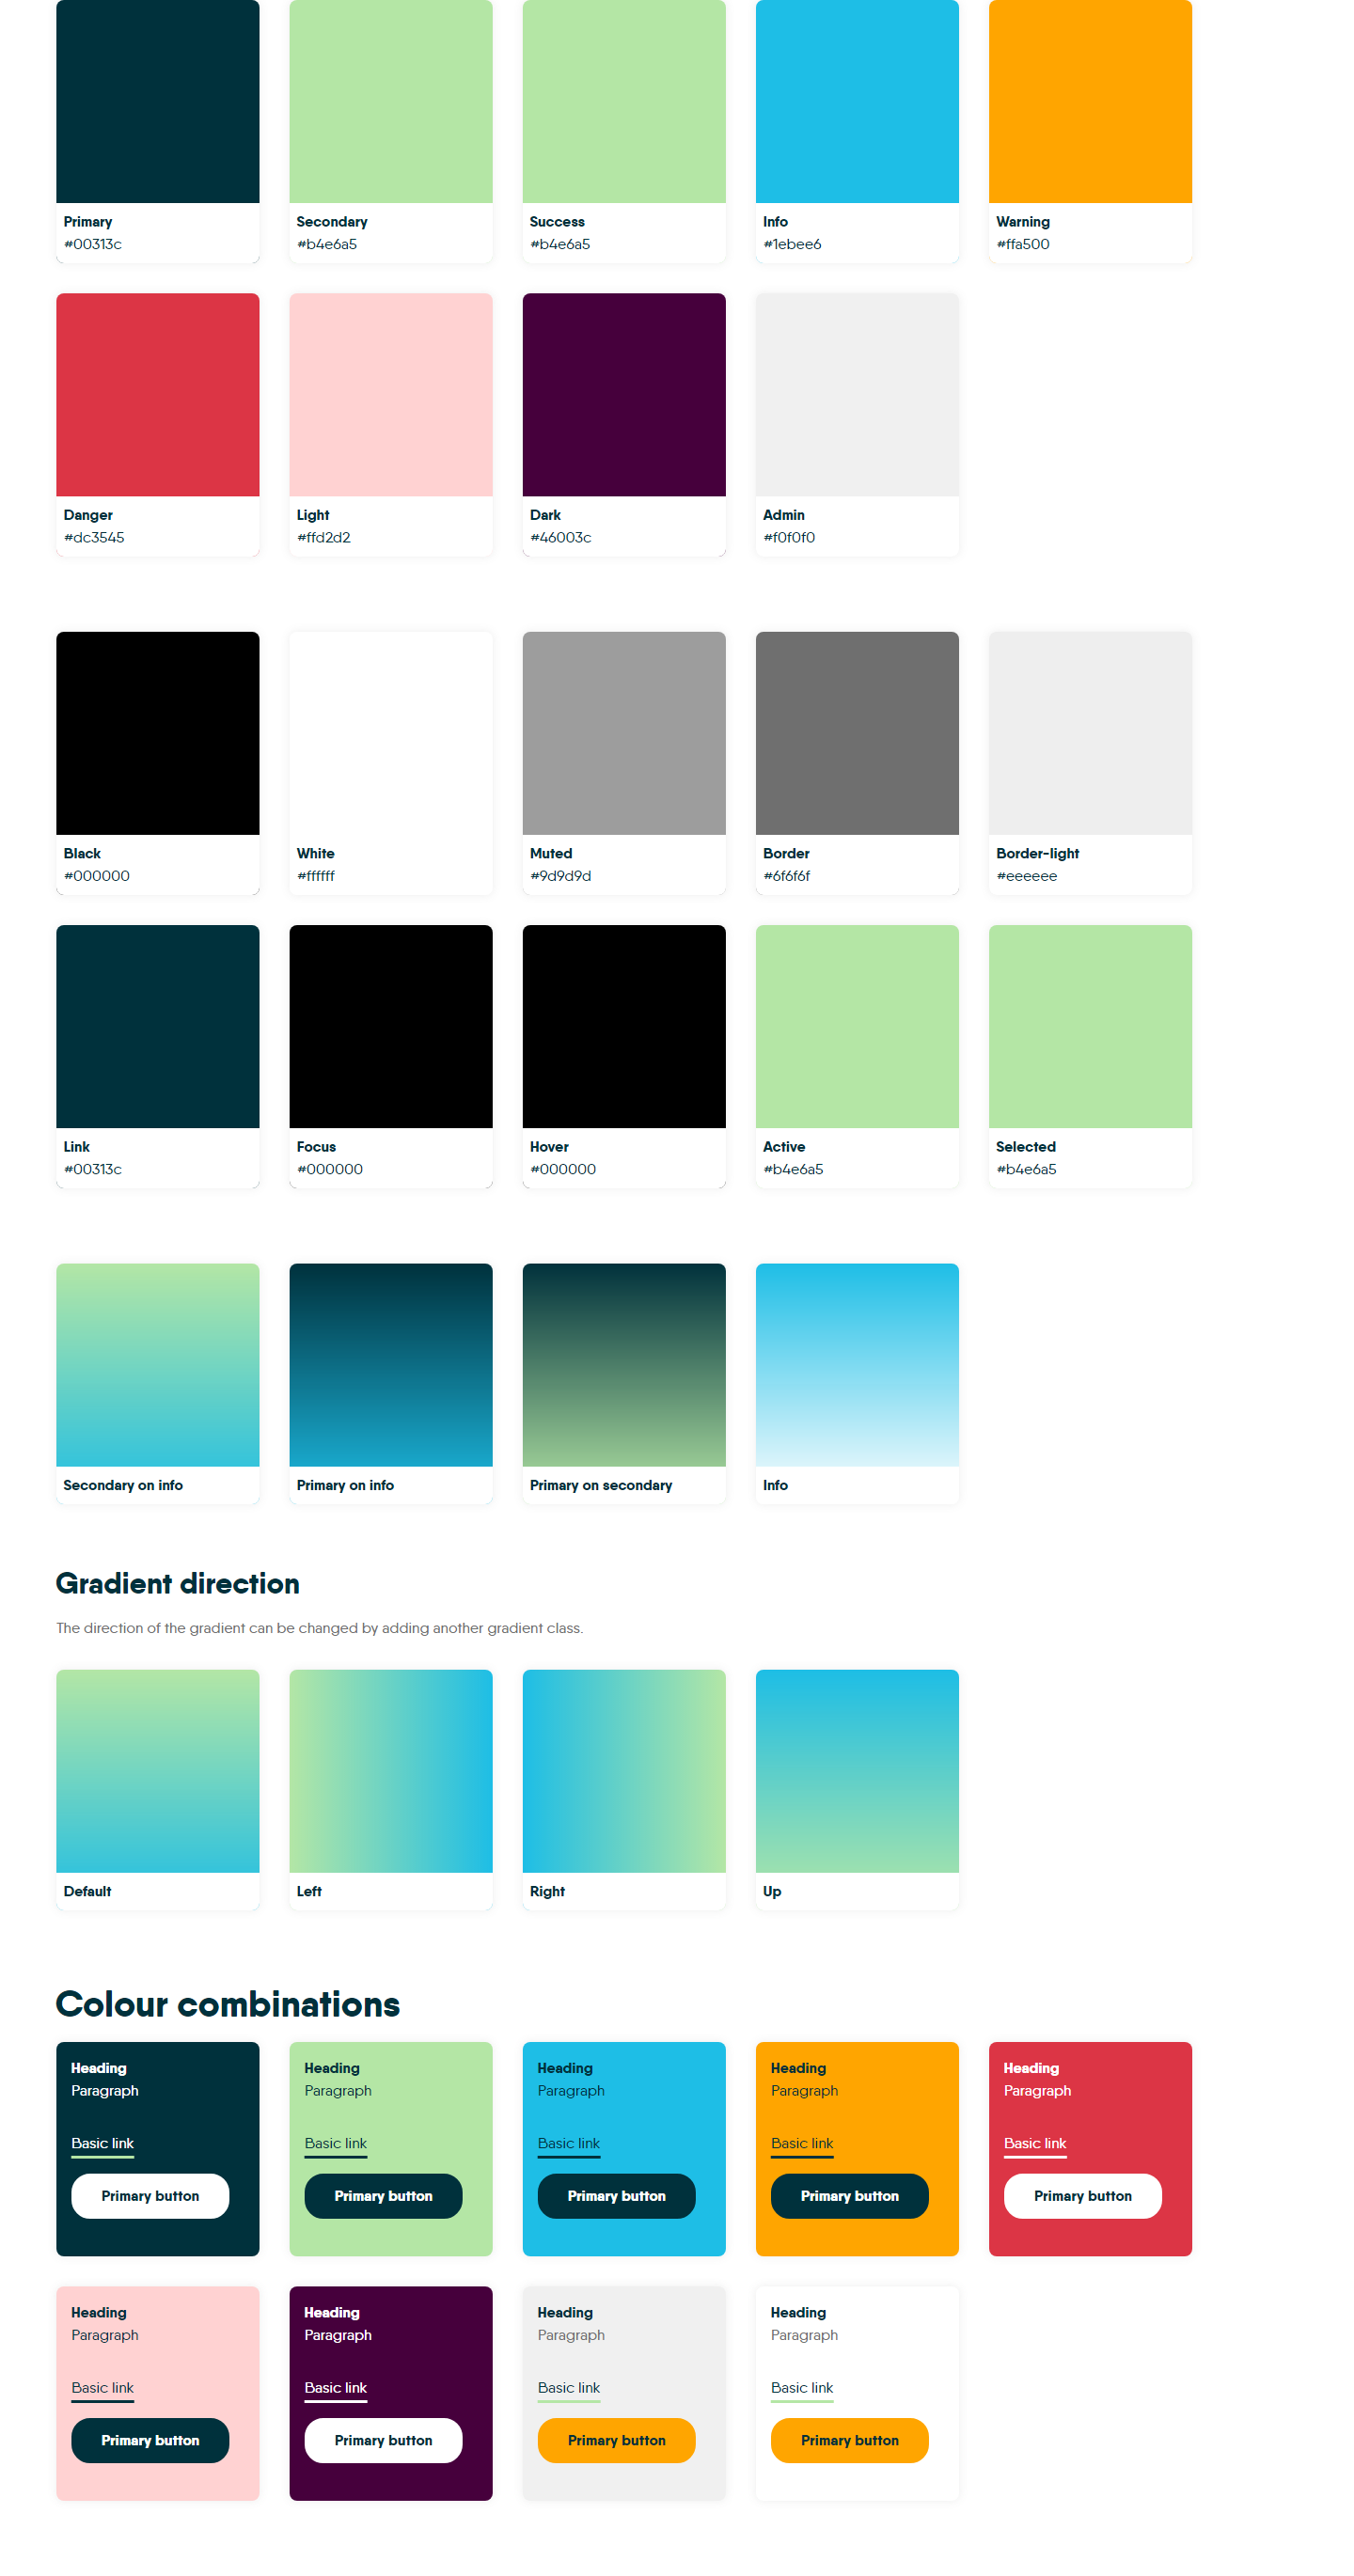 Primary
#00313c
Secondary
#b4e6a5
Success
#b4e6a5
Info
#1ebee6
Warning
#ffa500
Danger
#dc3545
Light
#ffd2d2
Dark
#46003c
Admin
#f0f0f0
Black
#000000
White
#ffffff
Muted
#9d9d9d
Border
#6f6f6f
Border-light
#eeeeee
Link
#00313c
Focus
#000000
Hover
#000000
Active
#b4e6a5
Selected
#b4e6a5
Secondary on info
Primary on info
Primary on secondary
Info
Gradient direction
The direction of the gradient can be changed by adding another gradient class.
Default
Left
Right
Up
Colour combinations
Heading
Paragraph
Basic link
Primary button
Heading
Paragraph
Basic link
Primary button
Heading
Paragraph
Basic link
Primary button
Heading
Paragraph
Basic link
Primary button
Heading
Paragraph
Basic link
Primary button
Heading
Paragraph
Basic link
Primary button
Heading
Paragraph
Basic link
Primary button
Heading
Paragraph
Basic link
Primary button
Heading
Paragraph
Basic link
Primary button